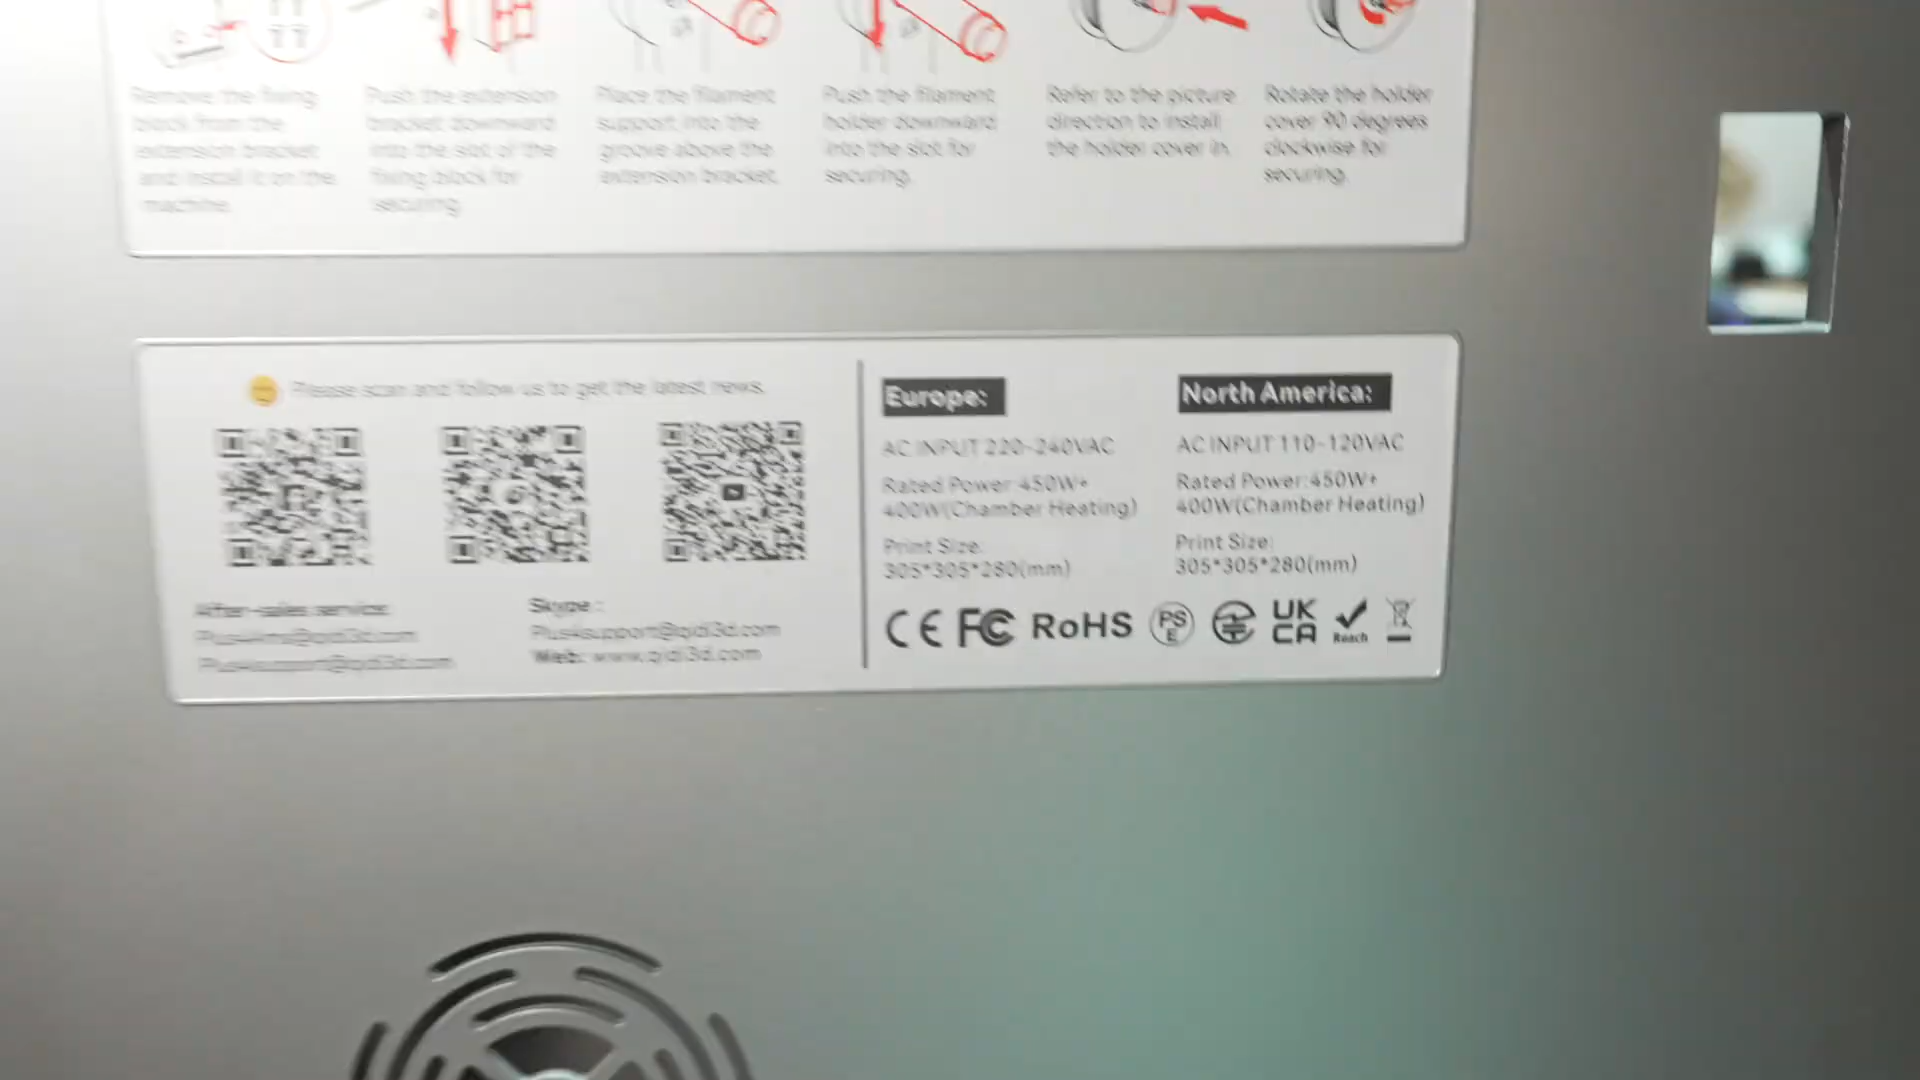 Remove the fixing
block from the
extension bracket
and install it on the
machine.
Push the extension
bracket downward
into the slot of the
fixing block for
securing.
Place the filament
support into the
groove above the
extension bracket.
Push the filament
holder downward
into the slot for
securing.
Refer to the picture
direction to install
the holder cover in.
Rotate the holder
cover 90 degrees
clockwise for
securing.
Please scan and follow us to get the latest news.
After-sales service:
Plus4support@qidi3d.com
Skype :
Plus4support@qidi3d.com
Web: www.qidi3d.com
Europe:
AC INPUT 220-240VAC
Rated Power:450W+
400W(Chamber Heating)
Print Size:
305*305*280(mm)
North America:
AC INPUT 110-120VAC
Rated Power:450W+
400W(Chamber Heating)
Print Size:
305*305*280(mm)
CE FC RoHS PS E UK CA Reach